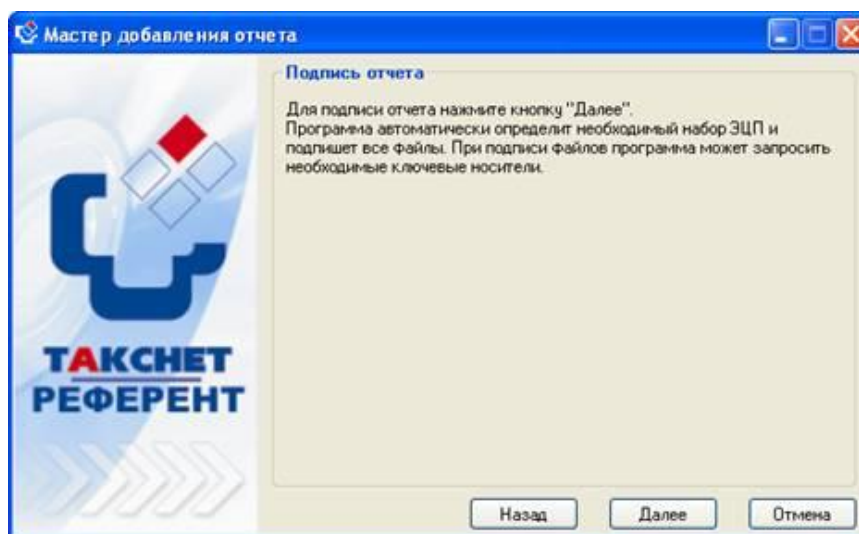 Мастер добавления отчета
Подпись отчета
Для подписи отчета нажмите кнопку "Далее".
Программа автоматически определит необходимый набор ЭЦП и
подпишет все файлы. При подписи файлов программа может запросить
необходимые ключевые носители.
ТАКСНЕТ
РЕФЕРЕНТ
Назад
Далее
Отмена